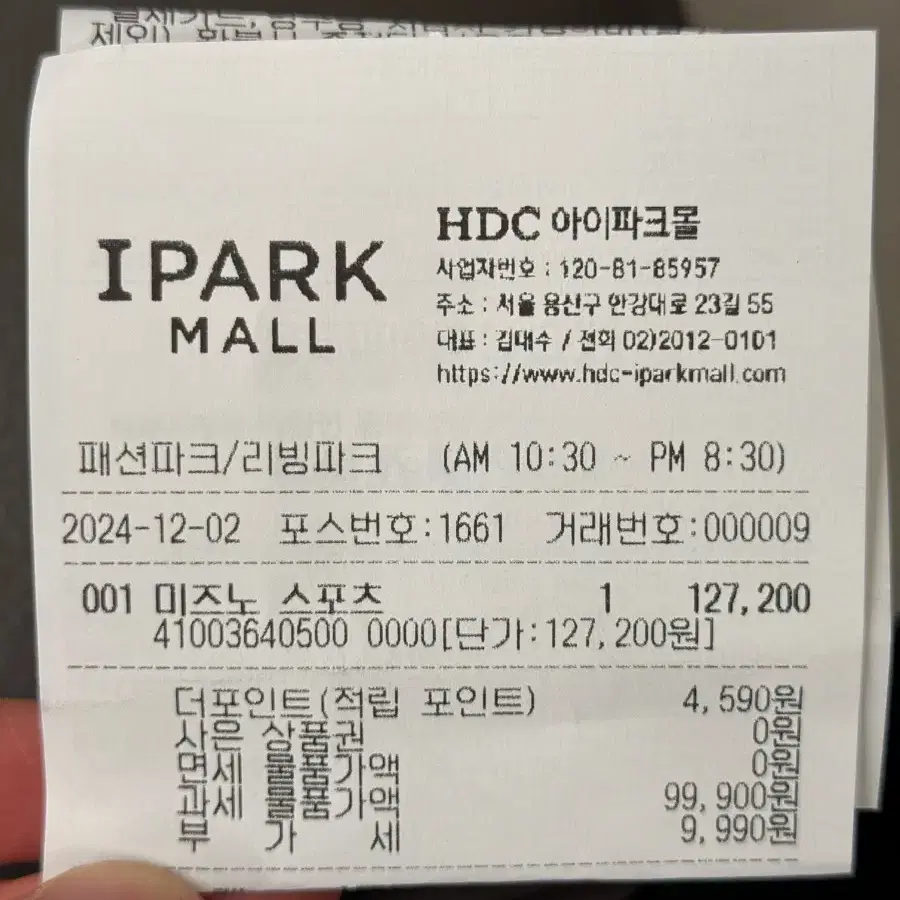 IPARK
MALL
HDC 아이파크몰
사업자번호 : 120-81-85957
주소 : 서울 용산구 한강대로 23길 55
대표 : 김대수 / 전화 02)2012-0101
https://www.hdc-iparkmall.com
패션파크/리빙파크 (AM 10:30 ~ PM 8:30)
2024-12-02 포스번호:1661 거래번호:000009
001 미즈노 스포츠 1 127,200
41003640500 0000[단가:127,200원]
더포인트(적립 포인트) 4,590원
사은 상품권 0원
면세 물품가액 0원
과세 물품가액 99,900원
부 가 세 9,990원